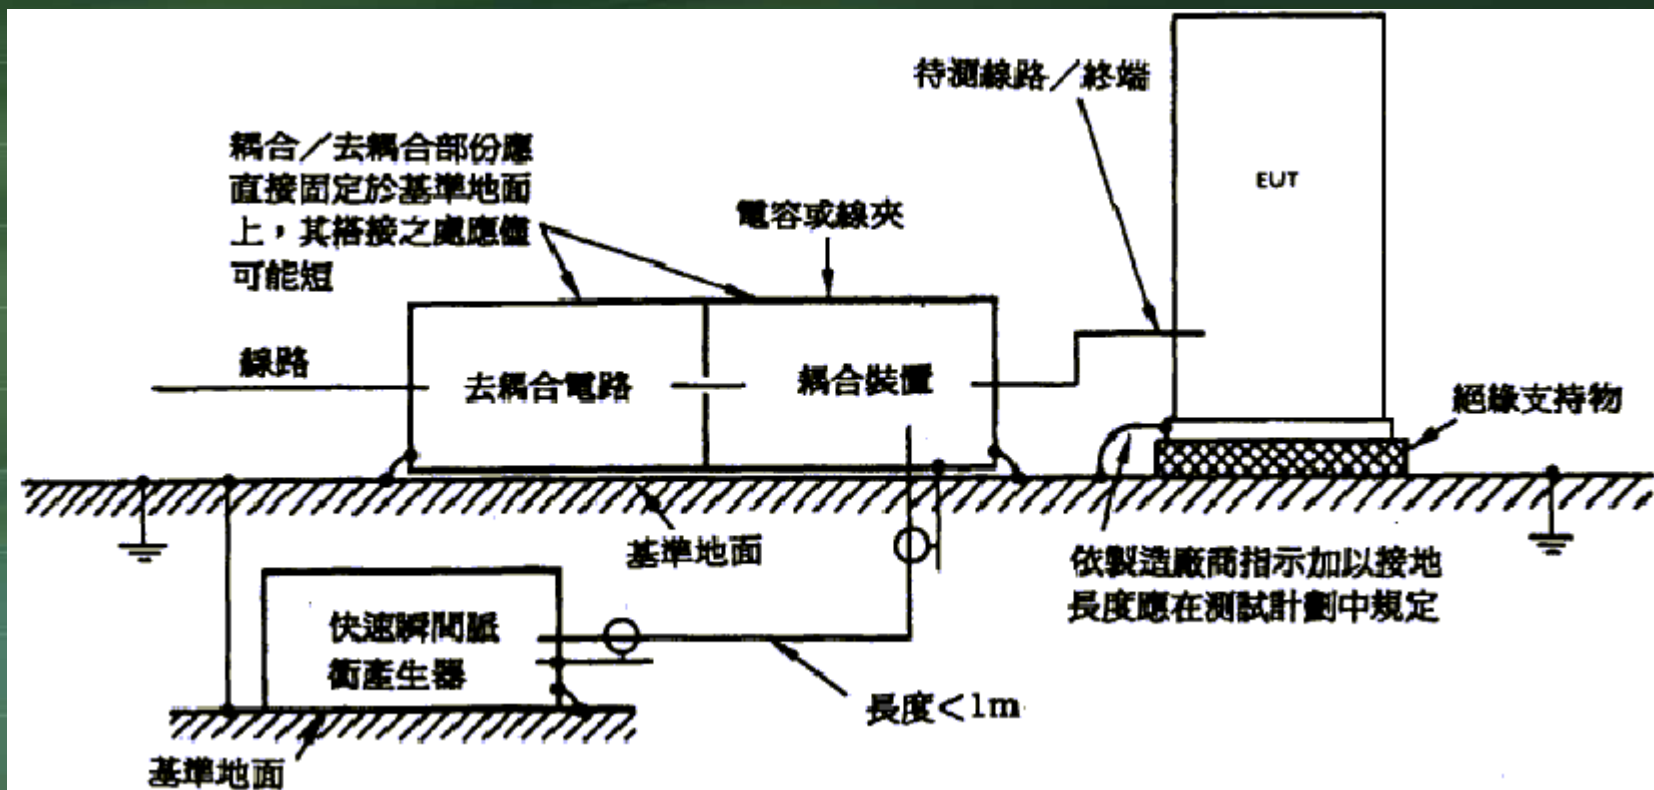 待測線路／終端
耦合／去耦合部份應
直接固定於基準地面
上，其搭接之處應儘
可能短
電容或線夾
EUT
線路
去耦合電路
耦合裝置
絕緣支持物
基準地面
依製造廠商指示加以接地
長度應在測試計劃中規定
快速瞬間脈
衝產生器
長度＜1m
基準地面